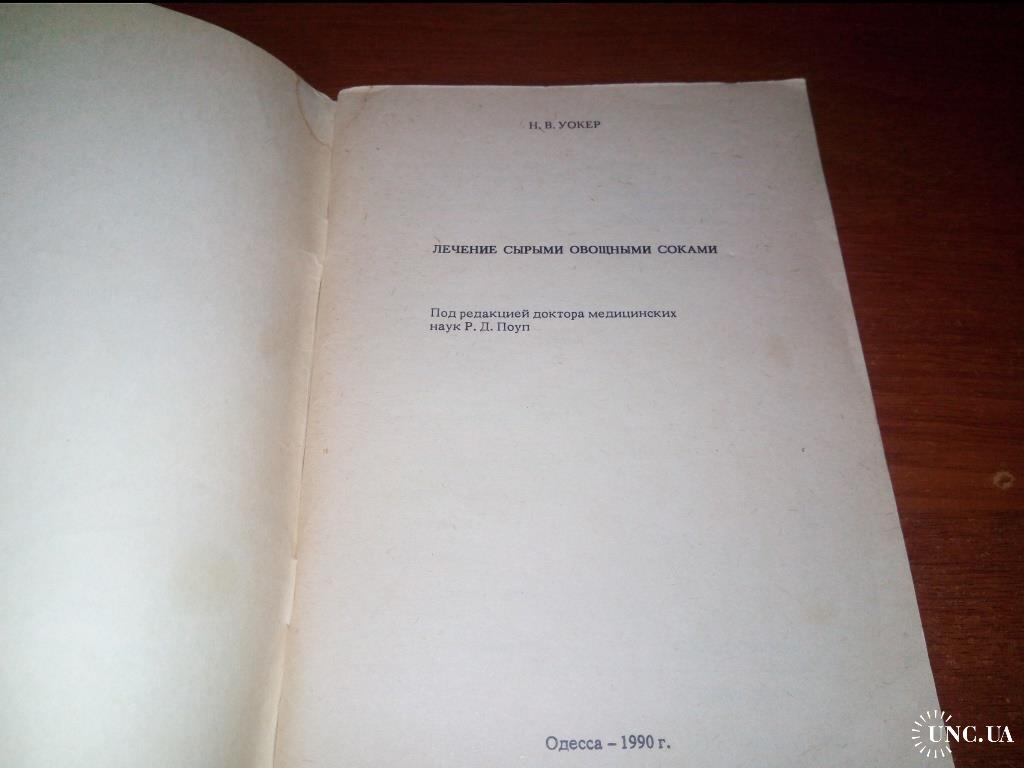 Н. В. УОКЕР
ЛЕЧЕНИЕ СЫРЫМИ ОВОЩНЫМИ СОКАМИ
Под редакцией доктора медицинских
наук Р. Д. Поуп
Одесса – 1990 г.
UNC.UA